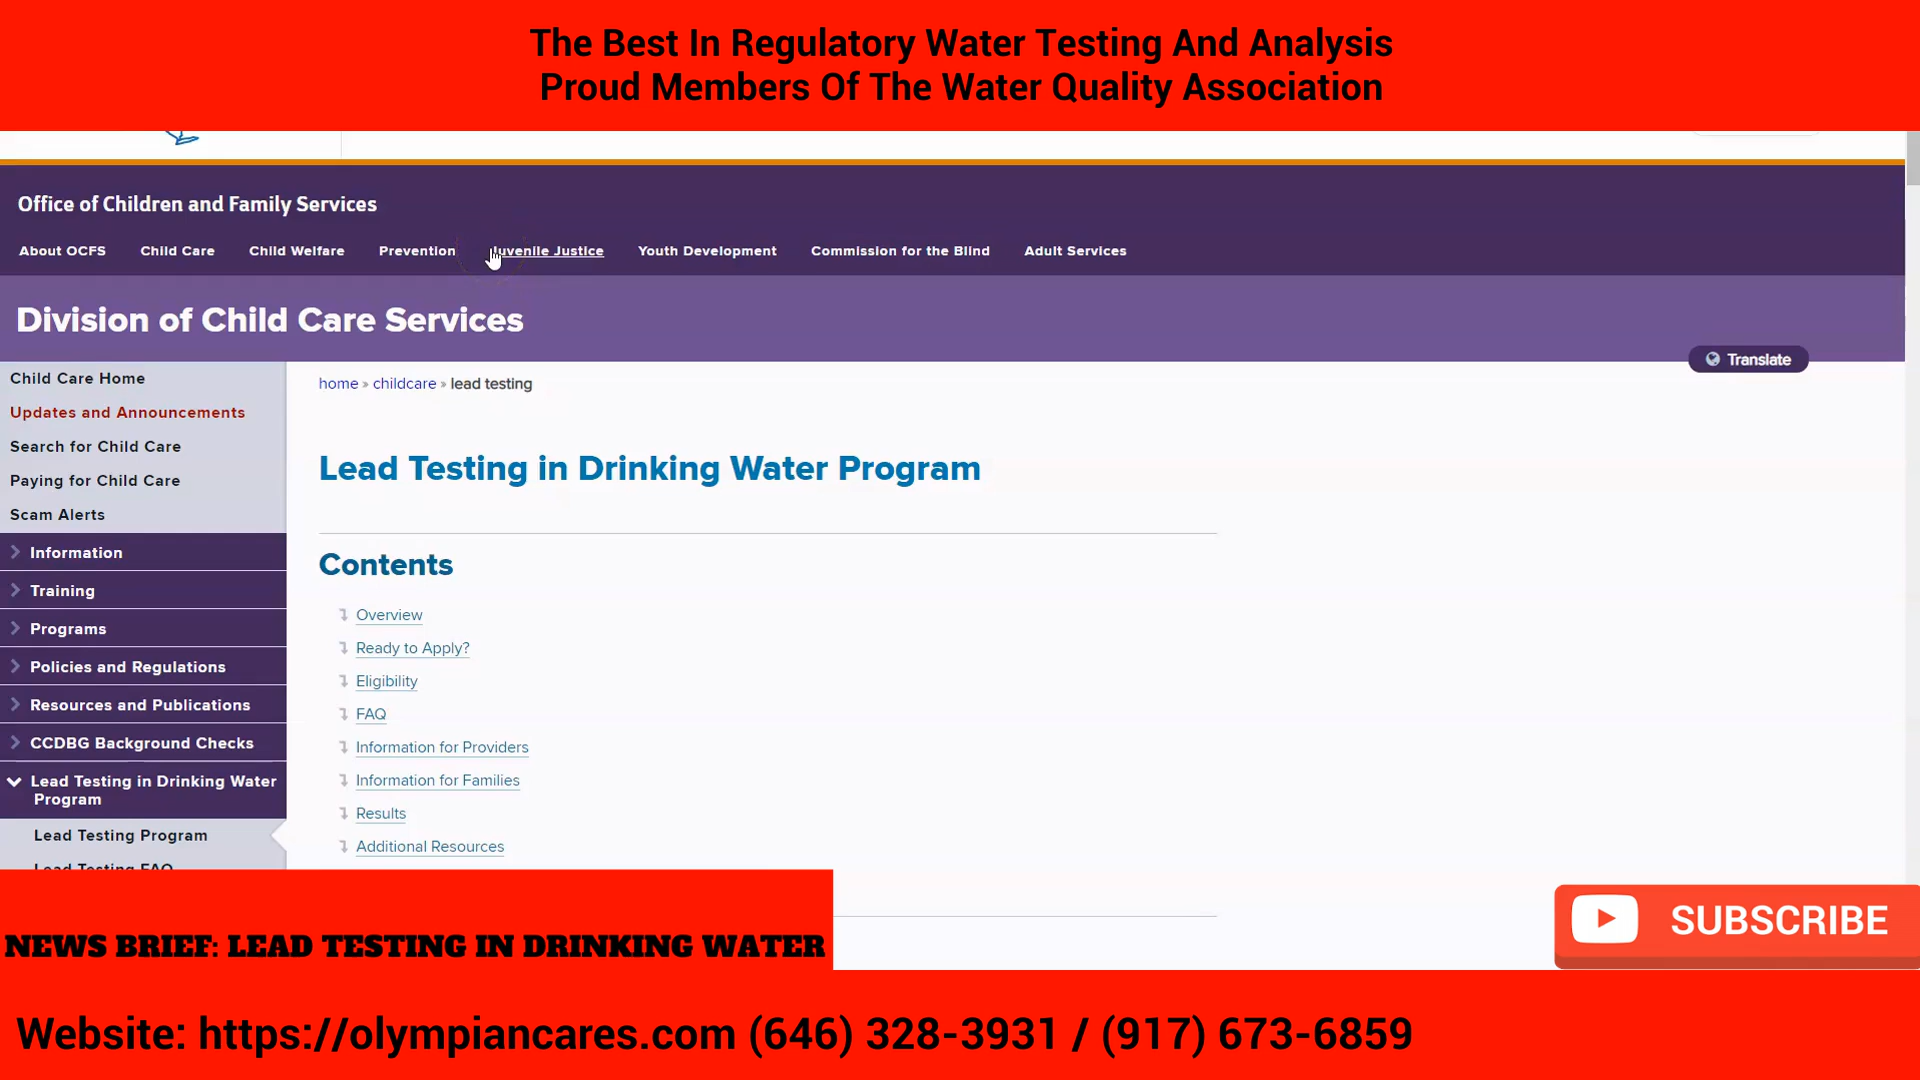 The Best In Regulatory Water Testing And Analysis
Proud Members Of The Water Quality Association
Office of Children and Family Services
About OCFS Child Care Child Welfare Prevention Juvenile Justice Youth Development Commission for the Blind Adult Services
Division of Child Care Services
Translate
Child Care Home
Updates and Announcements
Search for Child Care
Paying for Child Care
Scam Alerts
Information
Training
Programs
Policies and Regulations
Resources and Publications
CCDBG Background Checks
Lead Testing in Drinking Water
Program
Lead Testing Program
Lead Testing FAQ
home » childcare » lead testing
Lead Testing in Drinking Water Program
Contents
Overview
Ready to Apply?
Eligibility
FAQ
Information for Providers
Information for Families
Results
Additional Resources
NEWS BRIEF: LEAD TESTING IN DRINKING WATER
SUBSCRIBE
Website: https://olympiancares.com (646) 328-3931 / (917) 673-6859